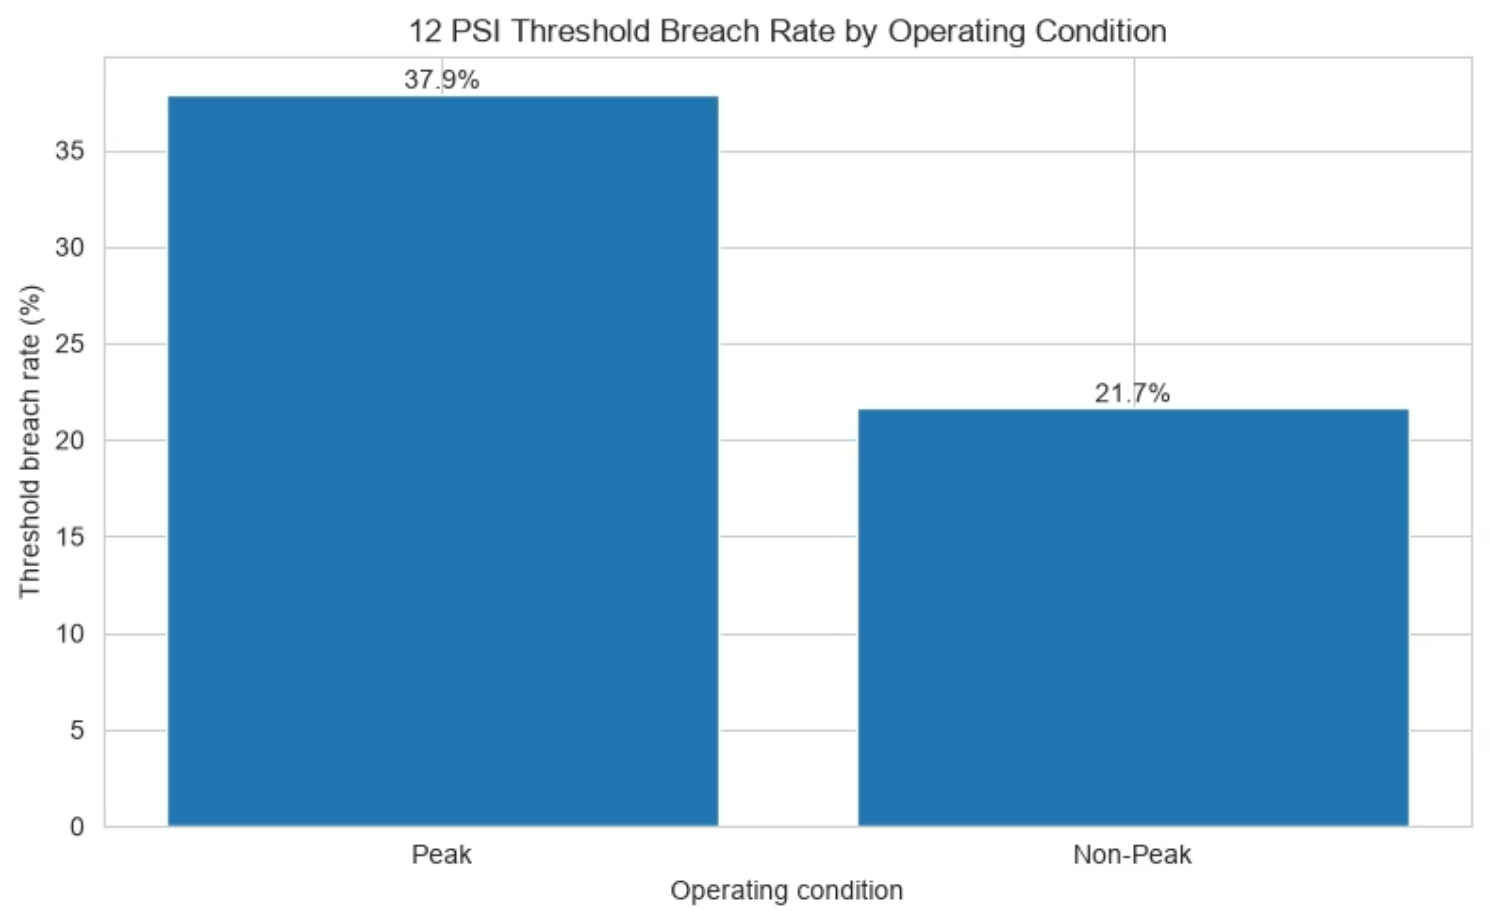 12 PSI Threshold Breach Rate by Operating Condition
37.9%
21.7%
Threshold breach rate (%)
35
30
25
20
15
10
5
0
Peak
Non-Peak
Operating condition